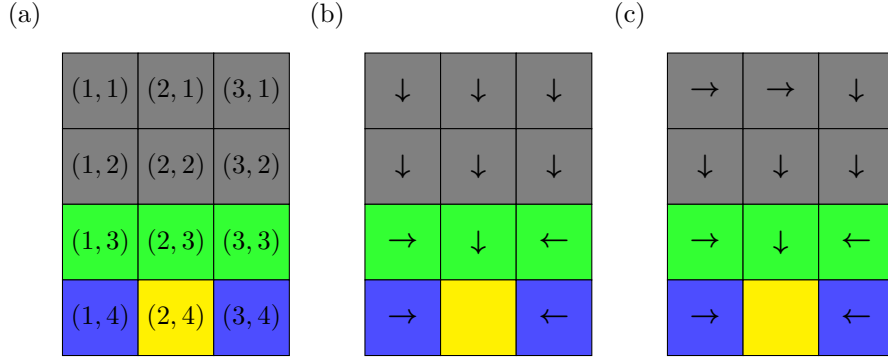 (a) (b) (c)
(1, 1) (2, 1) (3, 1) ↓ ↓ ↓ → → ↓
(1, 2) (2, 2) (3, 2) ↓ ↓ ↓ ↓ ↓ ↓
(1, 3) (2, 3) (3, 3) → ↓ ← → ↓ ←
(1, 4) (2, 4) (3, 4) → ← → ←